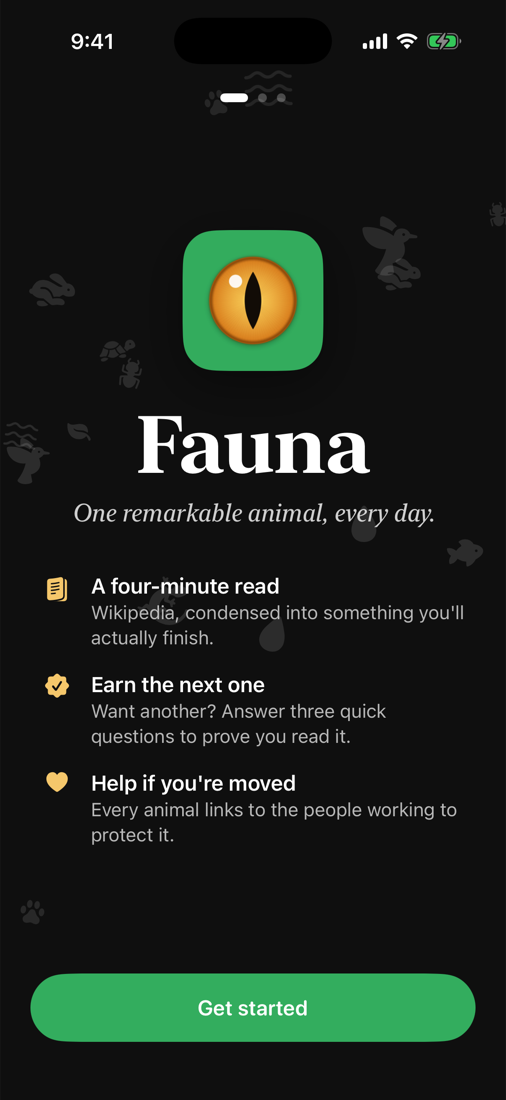 9:41
Fauna
One remarkable animal, every day.
A four-minute read
Wikipedia, condensed into something you'll
actually finish.
Earn the next one
Want another? Answer three quick
questions to prove you read it.
Help if you're moved
Every animal links to the people working to
protect it.
Get started